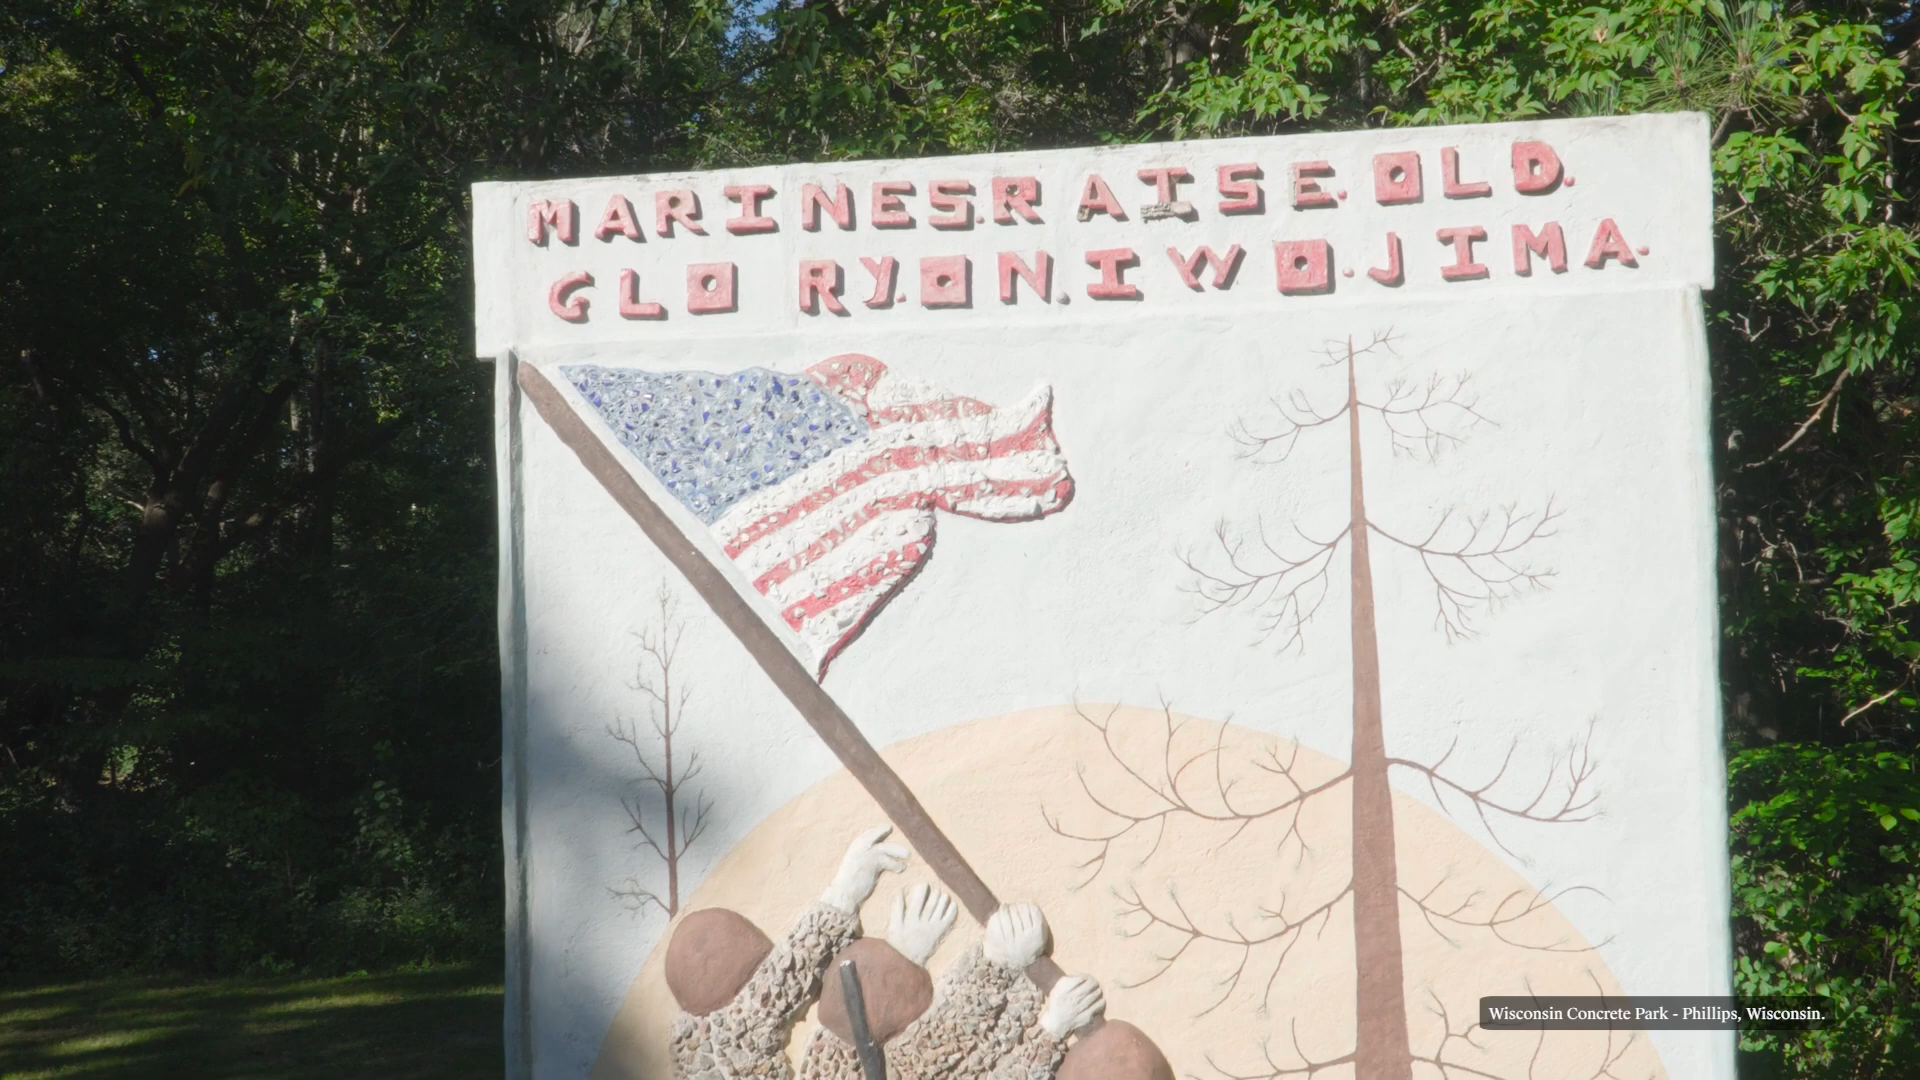 MARINES.RAISE.OLD.
GLORY.ON.IWO.JIMA.
Wisconsin Concrete Park - Phillips, Wisconsin.